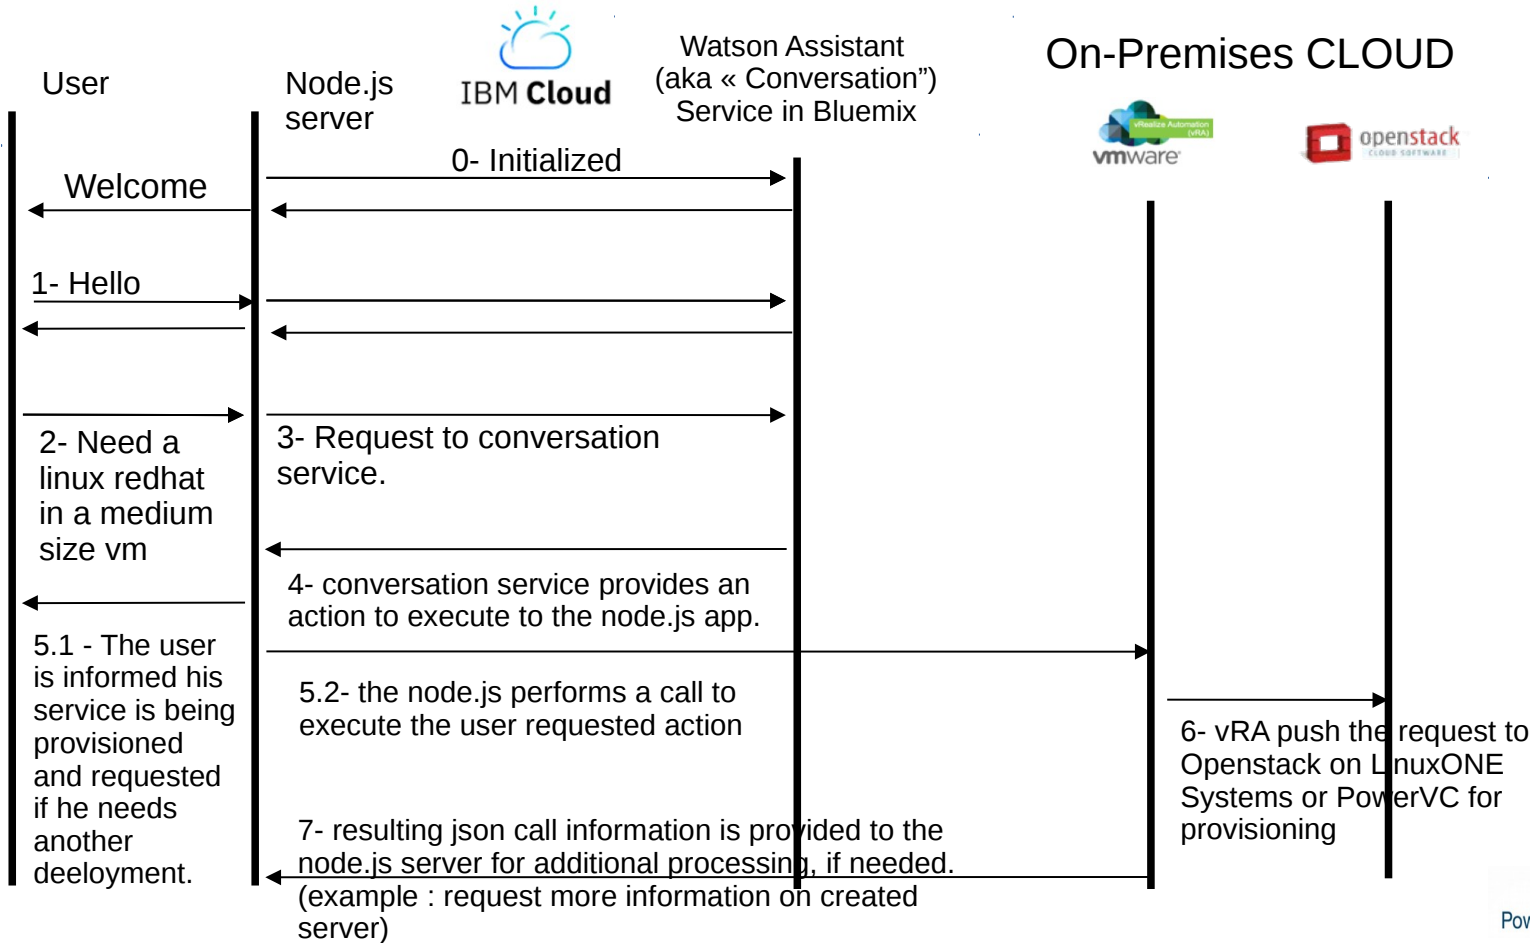 User
Node.js
server
IBM Cloud
Watson Assistant
(aka « Conversation”)
Service in Bluemix
On-Premises CLOUD
vRealize Automation
(vRA)
vmware
openstack
CLOUD SOFTWARE
0- Initialized
Welcome
1- Hello
2- Need a
linux redhat
in a medium
size vm
3- Request to conversation
service.
4- conversation service provides an
action to execute to the node.js app.
5.1 - The user
is informed his
service is being
provisioned
and requested
if he needs
another
deeloyment.
5.2- the node.js performs a call to
execute the user requested action
6- vRA push the request to
Openstack on LinuxONE
Systems or PowerVC for
provisioning
7- resulting json call information is provided to the
node.js server for additional processing, if needed.
(example : request more information on created
server)
Pow